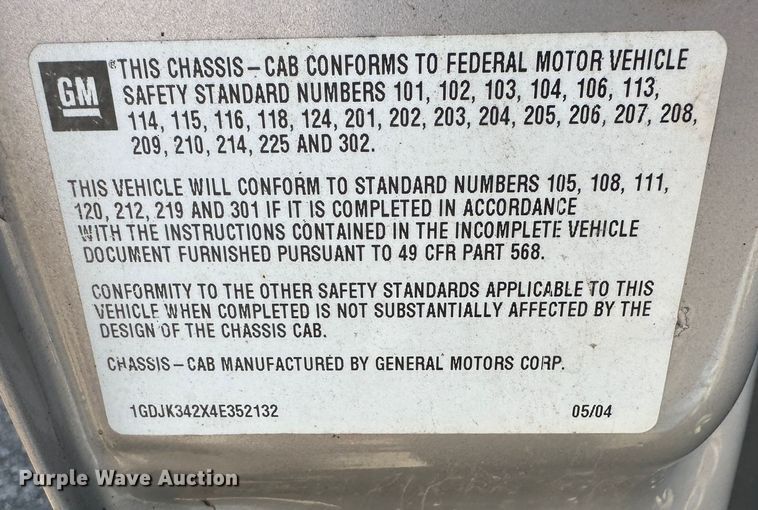 GM ® THIS CHASSIS-CAB CONFORMS TO FEDERAL MOTOR VEHICLE
SAFETY STANDARD NUMBERS 101, 102, 103, 104, 106, 113,
114, 115, 116, 118, 124, 201, 202, 203, 204, 205, 206, 207, 208,
209, 210, 214, 225 AND 302.
THIS VEHICLE WILL CONFORM TO STANDARD NUMBERS 105, 108, 111,
120, 212, 219 AND 301 IF IT IS COMPLETED IN ACCORDANCE
WITH THE INSTRUCTIONS CONTAINED IN THE INCOMPLETE VEHICLE
DOCUMENT FURNISHED PURSUANT TO 49 CFR PART 568.
CONFORMITY TO THE OTHER SAFETY STANDARDS APPLICABLE TO THIS
VEHICLE WHEN COMPLETED IS NOT SUBSTANTIALLY AFFECTED BY THE
DESIGN OF THE CHASSIS CAB.
CHASSIS-CAB MANUFACTURED BY GENERAL MOTORS CORP.
1GDJK342X4E352132 05/04
Purple Wave Auction